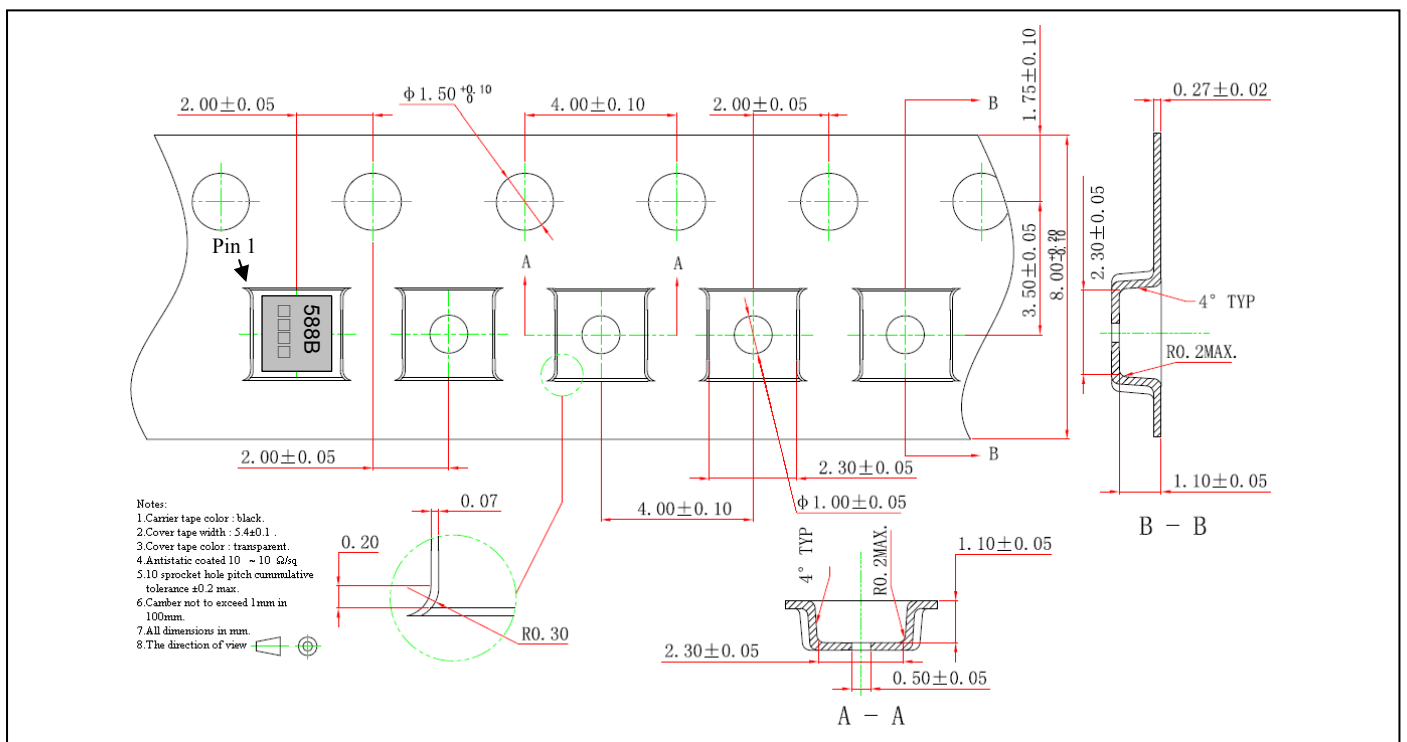 2.00±0.05
φ1.50 +0.10 0
4.00±0.10
2.00±0.05
B
1.75±0.10
0.27±0.02
Pin 1
A
A
3.50±0.05
8.00 +0.20 -0.10
2.30±0.05
4° TYP
588B
□□□□
R0.2MAX.
2.00±0.05
2.30±0.05
B
1.10±0.05
4.00±0.10
φ1.00±0.05
B - B
Notes:
1.Carrier tape color : black.
2.Cover tape width : 5.4±0.1 .
3.Cover tape color : transparent.
4.Antistatic coated 10 ~ 10 Ω/sq
5.10 sprocket hole pitch cummulative
tolerance ±0.2 max.
6.Camber not to exceed 1mm in
100mm.
7.All dimensions in mm.
8.The direction of view
0.07
0.20
R0.30
4° TYP
R0.2MAX.
1.10±0.05
2.30±0.05
0.50±0.05
A - A